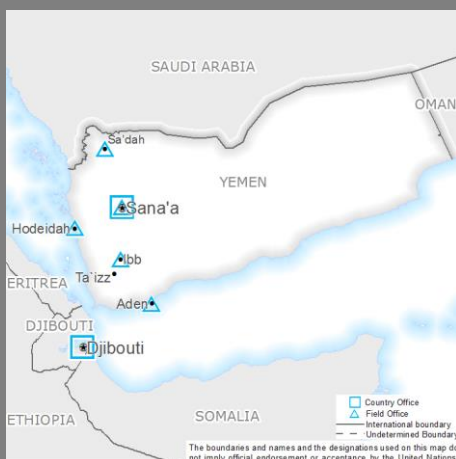 SAUDI ARABIA
OMAN
Sa'dah
YEMEN
Sana'a
Hodeidah
Ibb
Ta`izz
ERITREA
Aden
DJIBOUTI
Djibouti
ETHIOPIA
SOMALIA
Country Office
Field Office
International boundary
Undetermined Boundary
The boundaries and names and the designations used on this map do
not imply official endorsement or acceptance by the United Nations